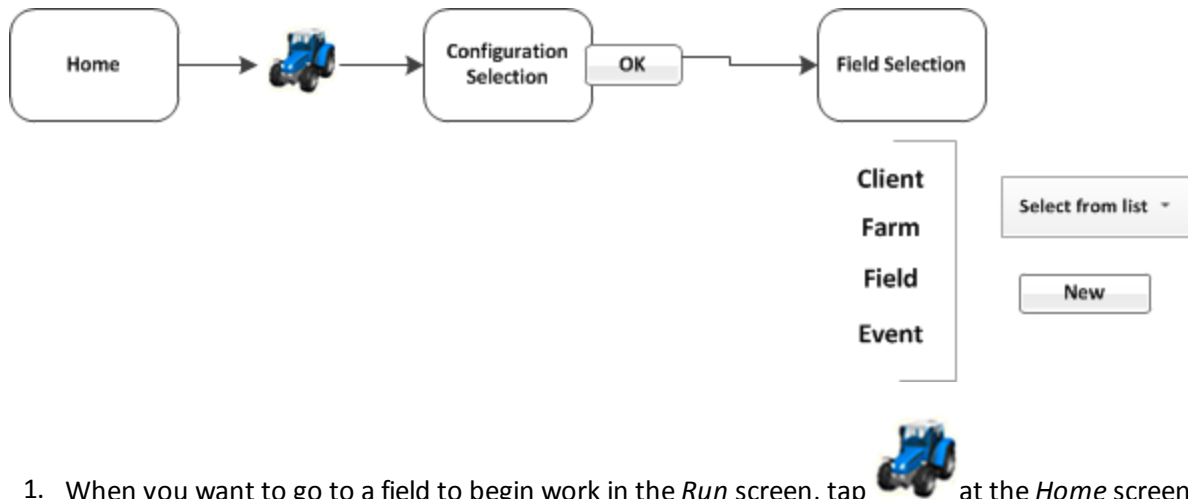 Home
Configuration
Selection
OK
Field Selection
Client
Farm
Field
Event
Select from list
New
1. When you want to go to a field to begin work in the Run screen, tap at the Home screen